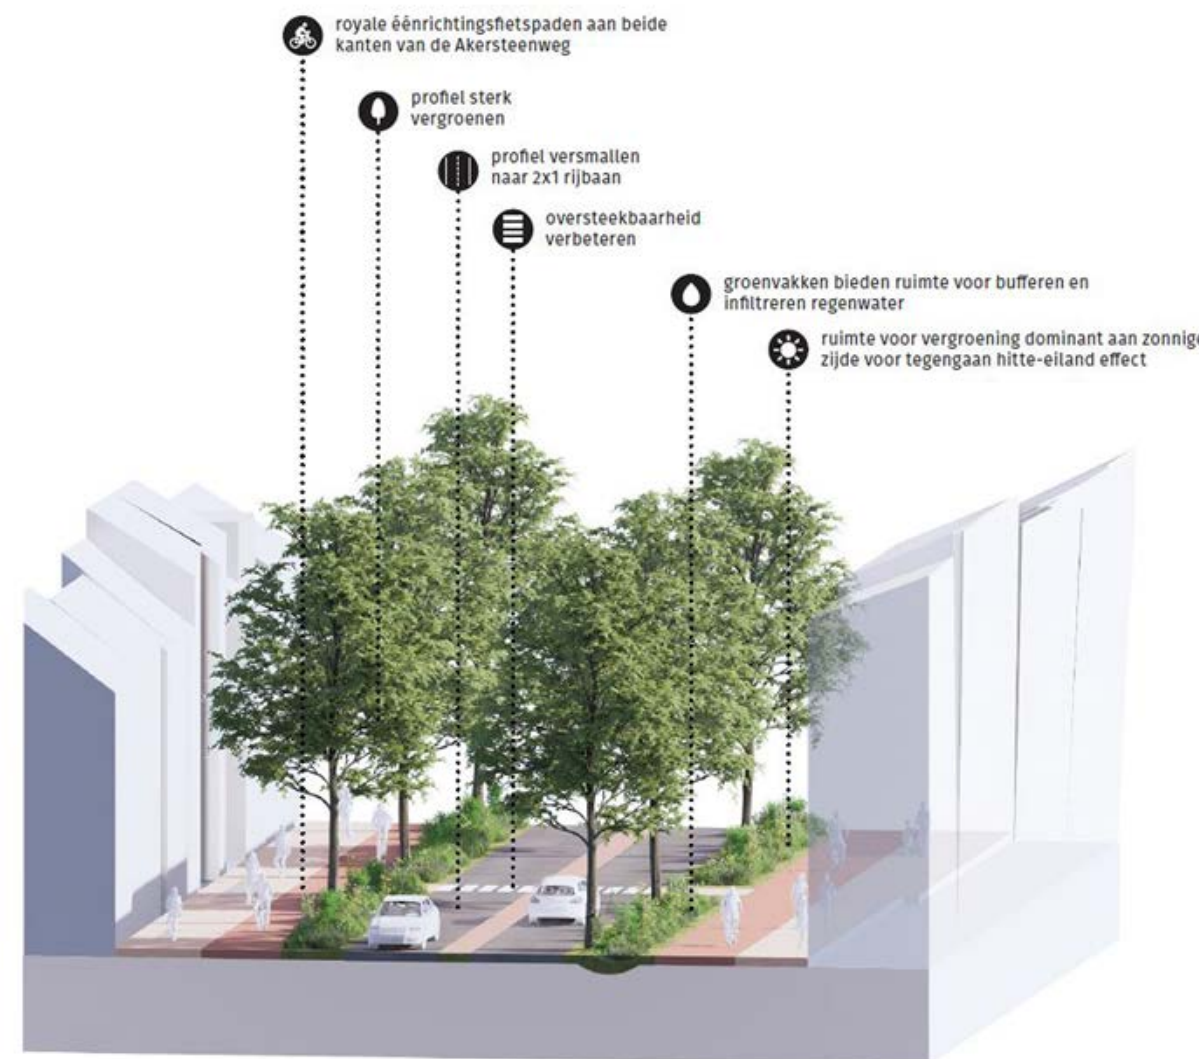 royale éénrichtingsfietspaden aan beide
kanten van de Akersteenweg
profiel sterk
vergroenen
profiel versmallen
naar 2x1 rijbaan
oversteekbaarheid
verbeteren
groenvakken bieden ruimte voor bufferen en
infiltreren regenwater
ruimte voor vergroening dominant aan zonnige
zijde voor tegengaan hitte-eiland effect